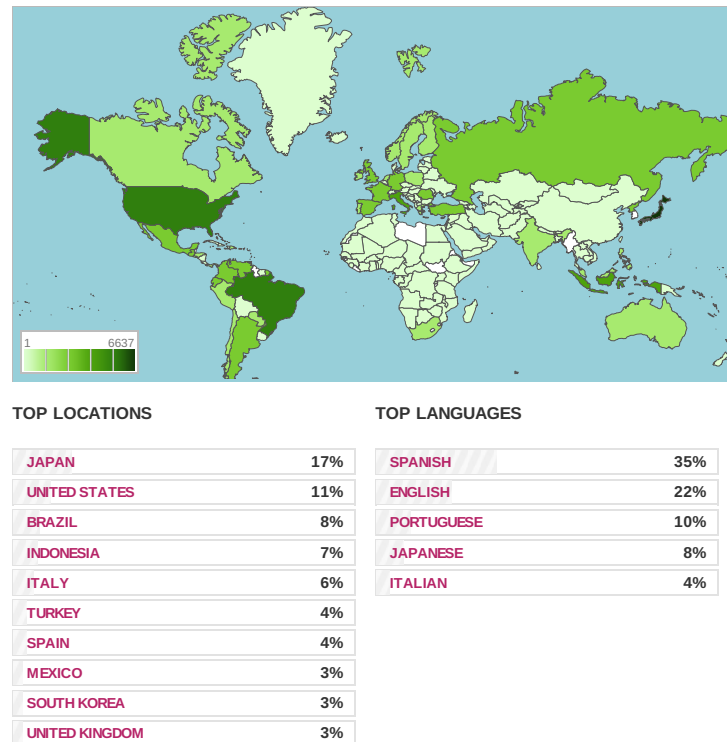 1 6637
TOP LOCATIONS
JAPAN 17%
UNITED STATES 11%
BRAZIL 8%
INDONESIA 7%
ITALY 6%
TURKEY 4%
SPAIN 4%
MEXICO 3%
SOUTH KOREA 3%
UNITED KINGDOM 3%
TOP LANGUAGES
SPANISH 35%
ENGLISH 22%
PORTUGUESE 10%
JAPANESE 8%
ITALIAN 4%